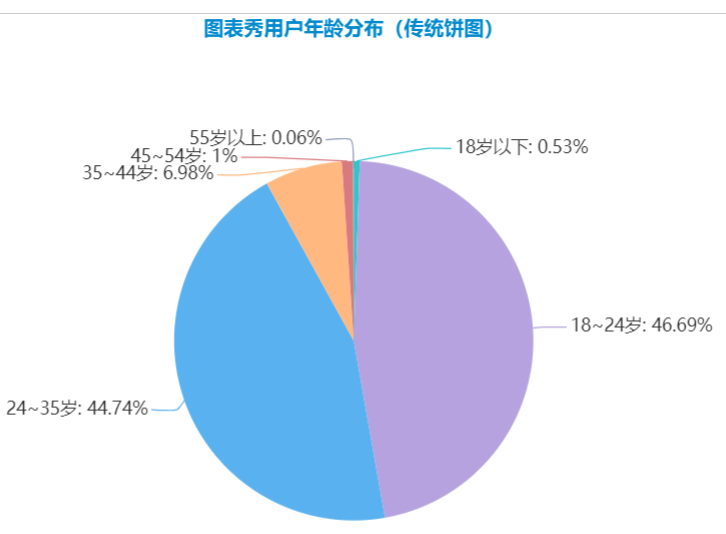 图表秀用户年龄分布（传统饼图）
55岁以上: 0.06%
18岁以下: 0.53%
45~54岁: 1%
35~44岁: 6.98%
18~24岁: 46.69%
24~35岁: 44.74%